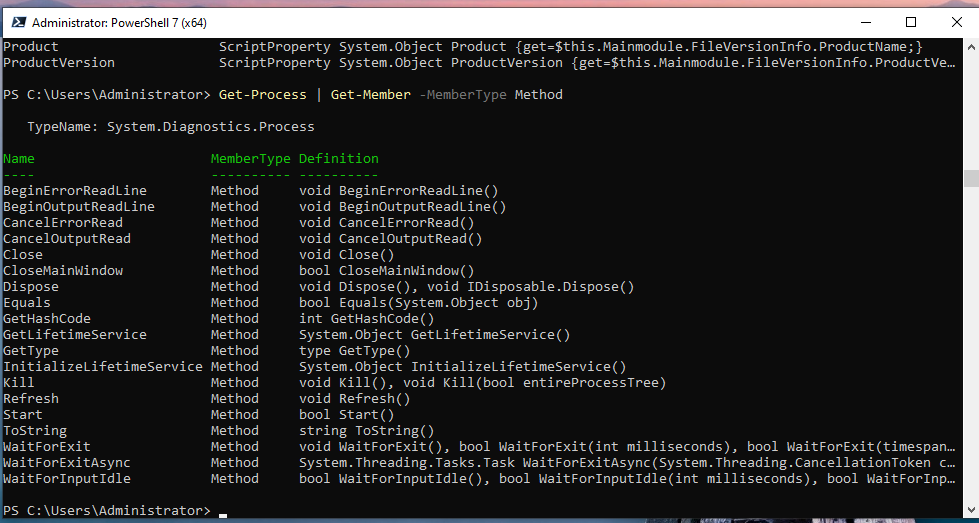 Administrator: PowerShell 7 (x64)
Product ScriptProperty System.Object Product {get=$this.Mainmodule.FileVersionInfo.ProductName;}
ProductVersion ScriptProperty System.Object ProductVersion {get=$this.Mainmodule.FileVersionInfo.ProductVe…
PS C:\Users\Administrator> Get-Process | Get-Member -MemberType Method
TypeName: System.Diagnostics.Process
Name MemberType Definition
---- ---------- ----------
BeginErrorReadLine Method void BeginErrorReadLine()
BeginOutputReadLine Method void BeginOutputReadLine()
CancelErrorRead Method void CancelErrorRead()
CancelOutputRead Method void CancelOutputRead()
Close Method void Close()
CloseMainWindow Method bool CloseMainWindow()
Dispose Method void Dispose(), void IDisposable.Dispose()
Equals Method bool Equals(System.Object obj)
GetHashCode Method int GetHashCode()
GetLifetimeService Method System.Object GetLifetimeService()
GetType Method type GetType()
InitializeLifetimeService Method System.Object InitializeLifetimeService()
Kill Method void Kill(), void Kill(bool entireProcessTree)
Refresh Method void Refresh()
Start Method bool Start()
ToString Method string ToString()
WaitForExit Method void WaitForExit(), bool WaitForExit(int milliseconds), bool WaitForExit(timespan…
WaitForExitAsync Method System.Threading.Tasks.Task WaitForExitAsync(System.Threading.CancellationToken c…
WaitForInputIdle Method bool WaitForInputIdle(), bool WaitForInputIdle(int milliseconds), bool WaitForInp…
PS C:\Users\Administrator>